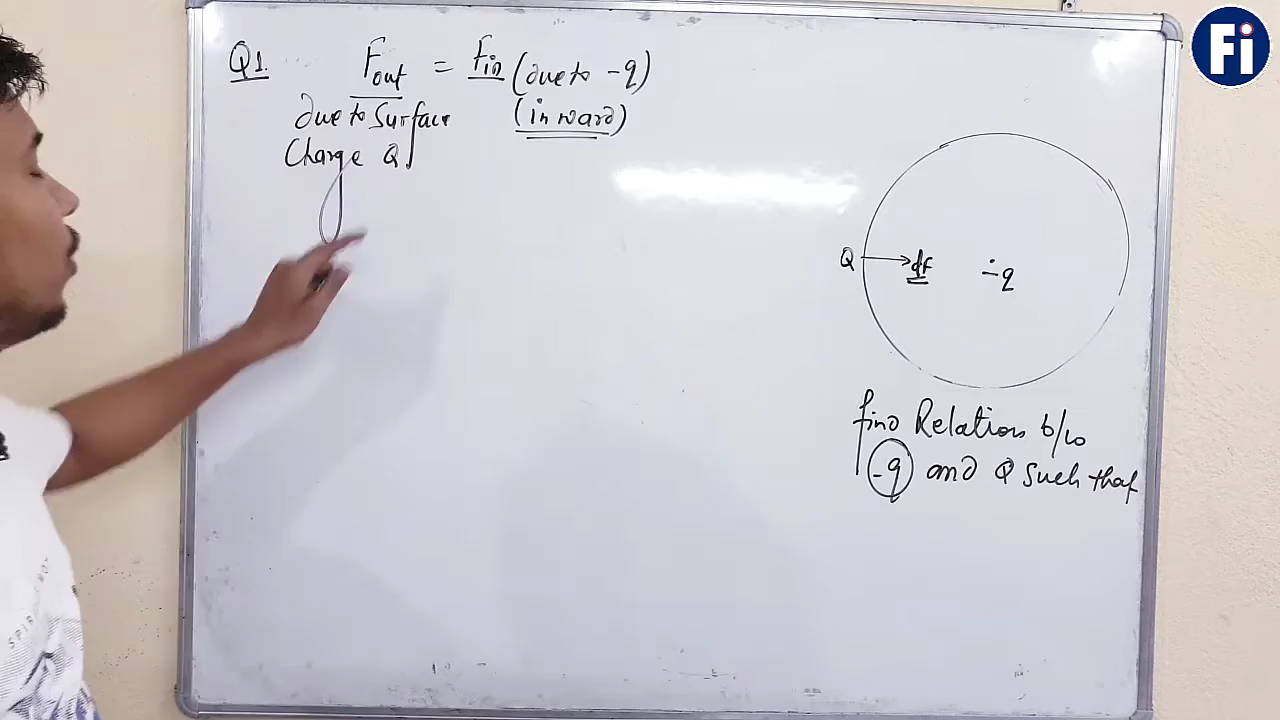 Q1. Fout = Fin (due to -q)
due to Surface (inward)
Charge Q
Q → df -q
find Relation b/w
-q and Q such that
Fi